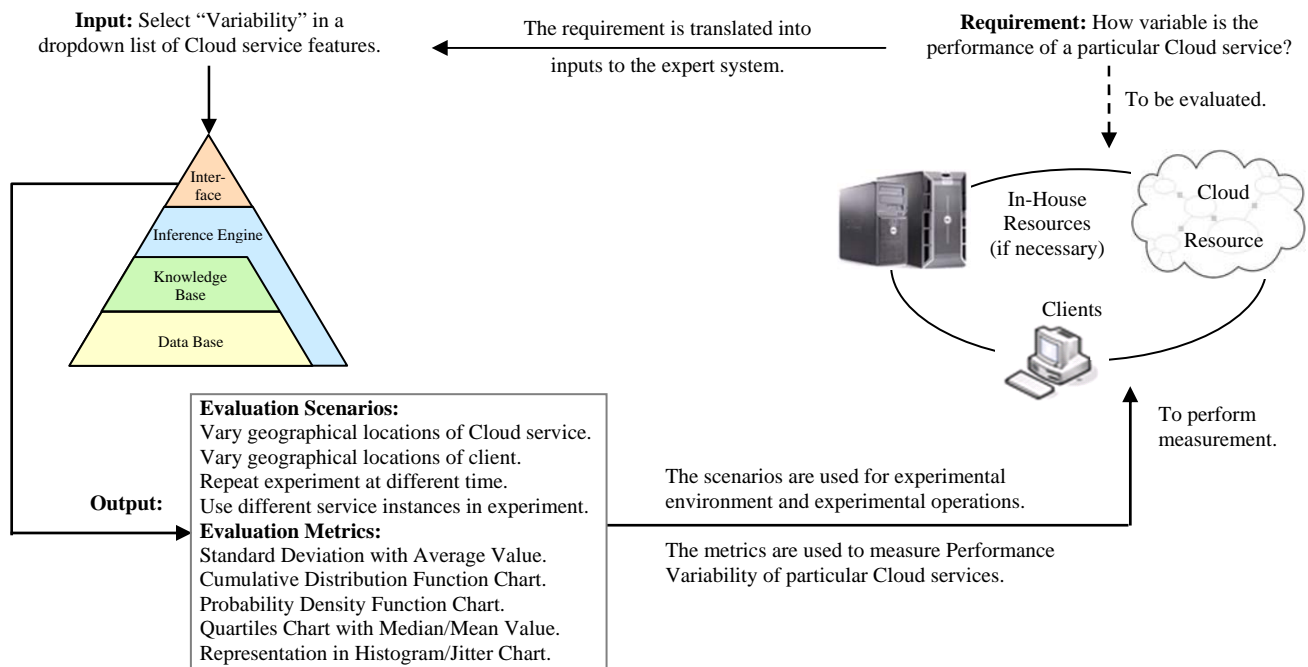 Input: Select “Variability” in a
dropdown list of Cloud service features.
The requirement is translated into
inputs to the expert system.
Requirement: How variable is the
performance of a particular Cloud service?
To be evaluated.
Inter-
face
Inference Engine
Knowledge
Base
Data Base
In-House
Resources
(if necessary)
Cloud
Resource
Clients
To perform
measurement.
Output:
Evaluation Scenarios:
Vary geographical locations of Cloud service.
Vary geographical locations of client.
Repeat experiment at different time.
Use different service instances in experiment.
Evaluation Metrics:
Standard Deviation with Average Value.
Cumulative Distribution Function Chart.
Probability Density Function Chart.
Quartiles Chart with Median/Mean Value.
Representation in Histogram/Jitter Chart.
The scenarios are used for experimental
environment and experimental operations.
The metrics are used to measure Performance
Variability of particular Cloud services.